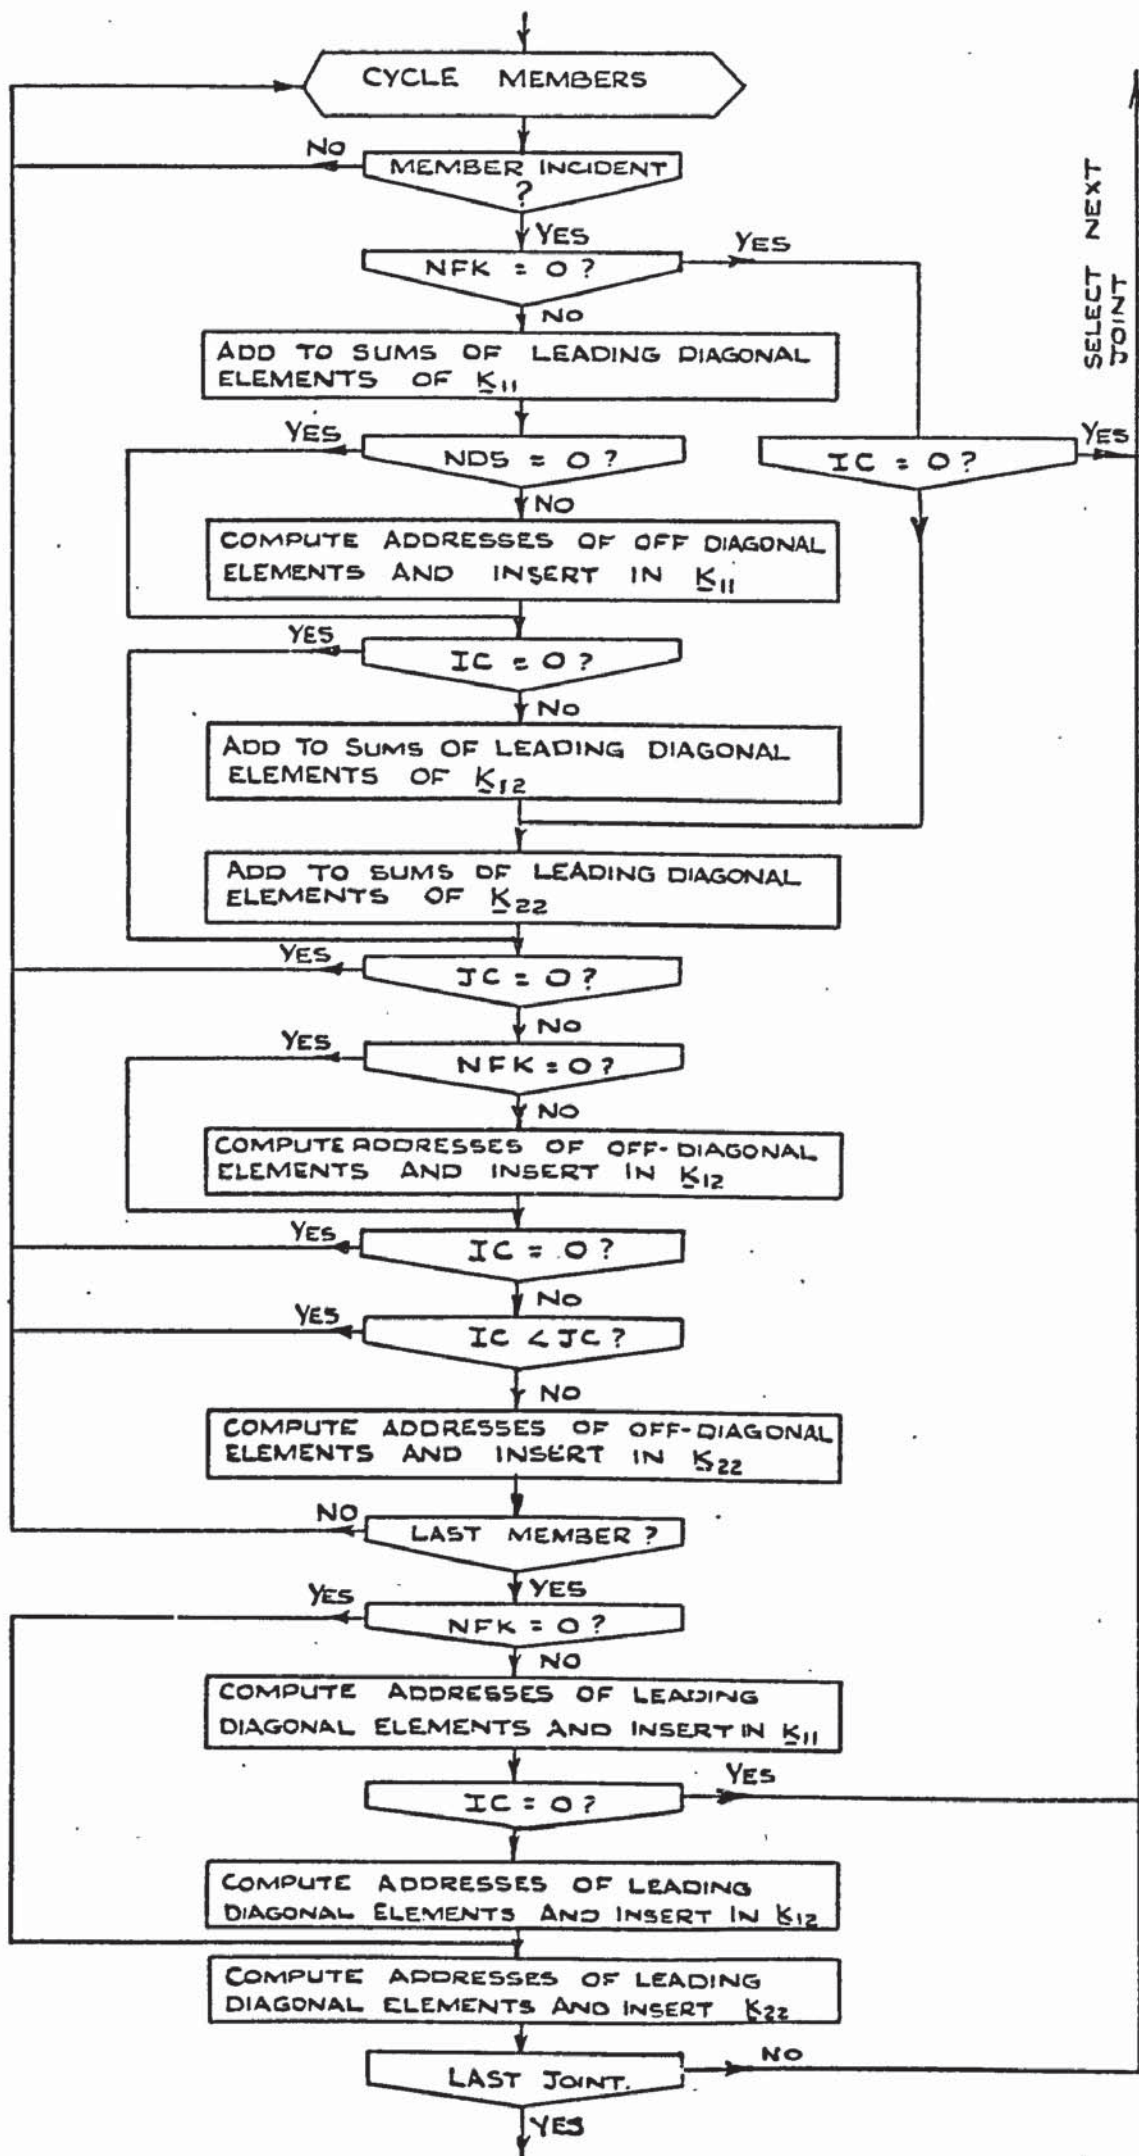 CYCLE MEMBERS
NO
MEMBER INCIDENT
?
YES
NFK = 0 ?
YES
SELECT NEXT
JOINT
NO
ADD TO SUMS OF LEADING DIAGONAL
ELEMENTS OF K11
YES
NDS = 0 ?
IC = 0 ?
YES
NO
COMPUTE ADDRESSES OF OFF DIAGONAL
ELEMENTS AND INSERT IN K11
YES
IC = 0 ?
NO
ADD TO SUMS OF LEADING DIAGONAL
ELEMENTS OF K12
ADD TO SUMS OF LEADING DIAGONAL
ELEMENTS OF K22
YES
JC = 0 ?
NO
YES
NFK = 0 ?
NO
COMPUTE ADDRESSES OF OFF-DIAGONAL
ELEMENTS AND INSERT IN K12
YES
IC = 0 ?
NO
YES
IC < JC ?
NO
COMPUTE ADDRESSES OF OFF-DIAGONAL
ELEMENTS AND INSERT IN K22
NO
LAST MEMBER ?
YES
YES
NFK = 0 ?
NO
COMPUTE ADDRESSES OF LEADING
DIAGONAL ELEMENTS AND INSERT IN K11
YES
IC = 0 ?
COMPUTE ADDRESSES OF LEADING
DIAGONAL ELEMENTS AND INSERT IN K12
COMPUTE ADDRESSES OF LEADING
DIAGONAL ELEMENTS AND INSERT K22
NO
LAST JOINT.
YES